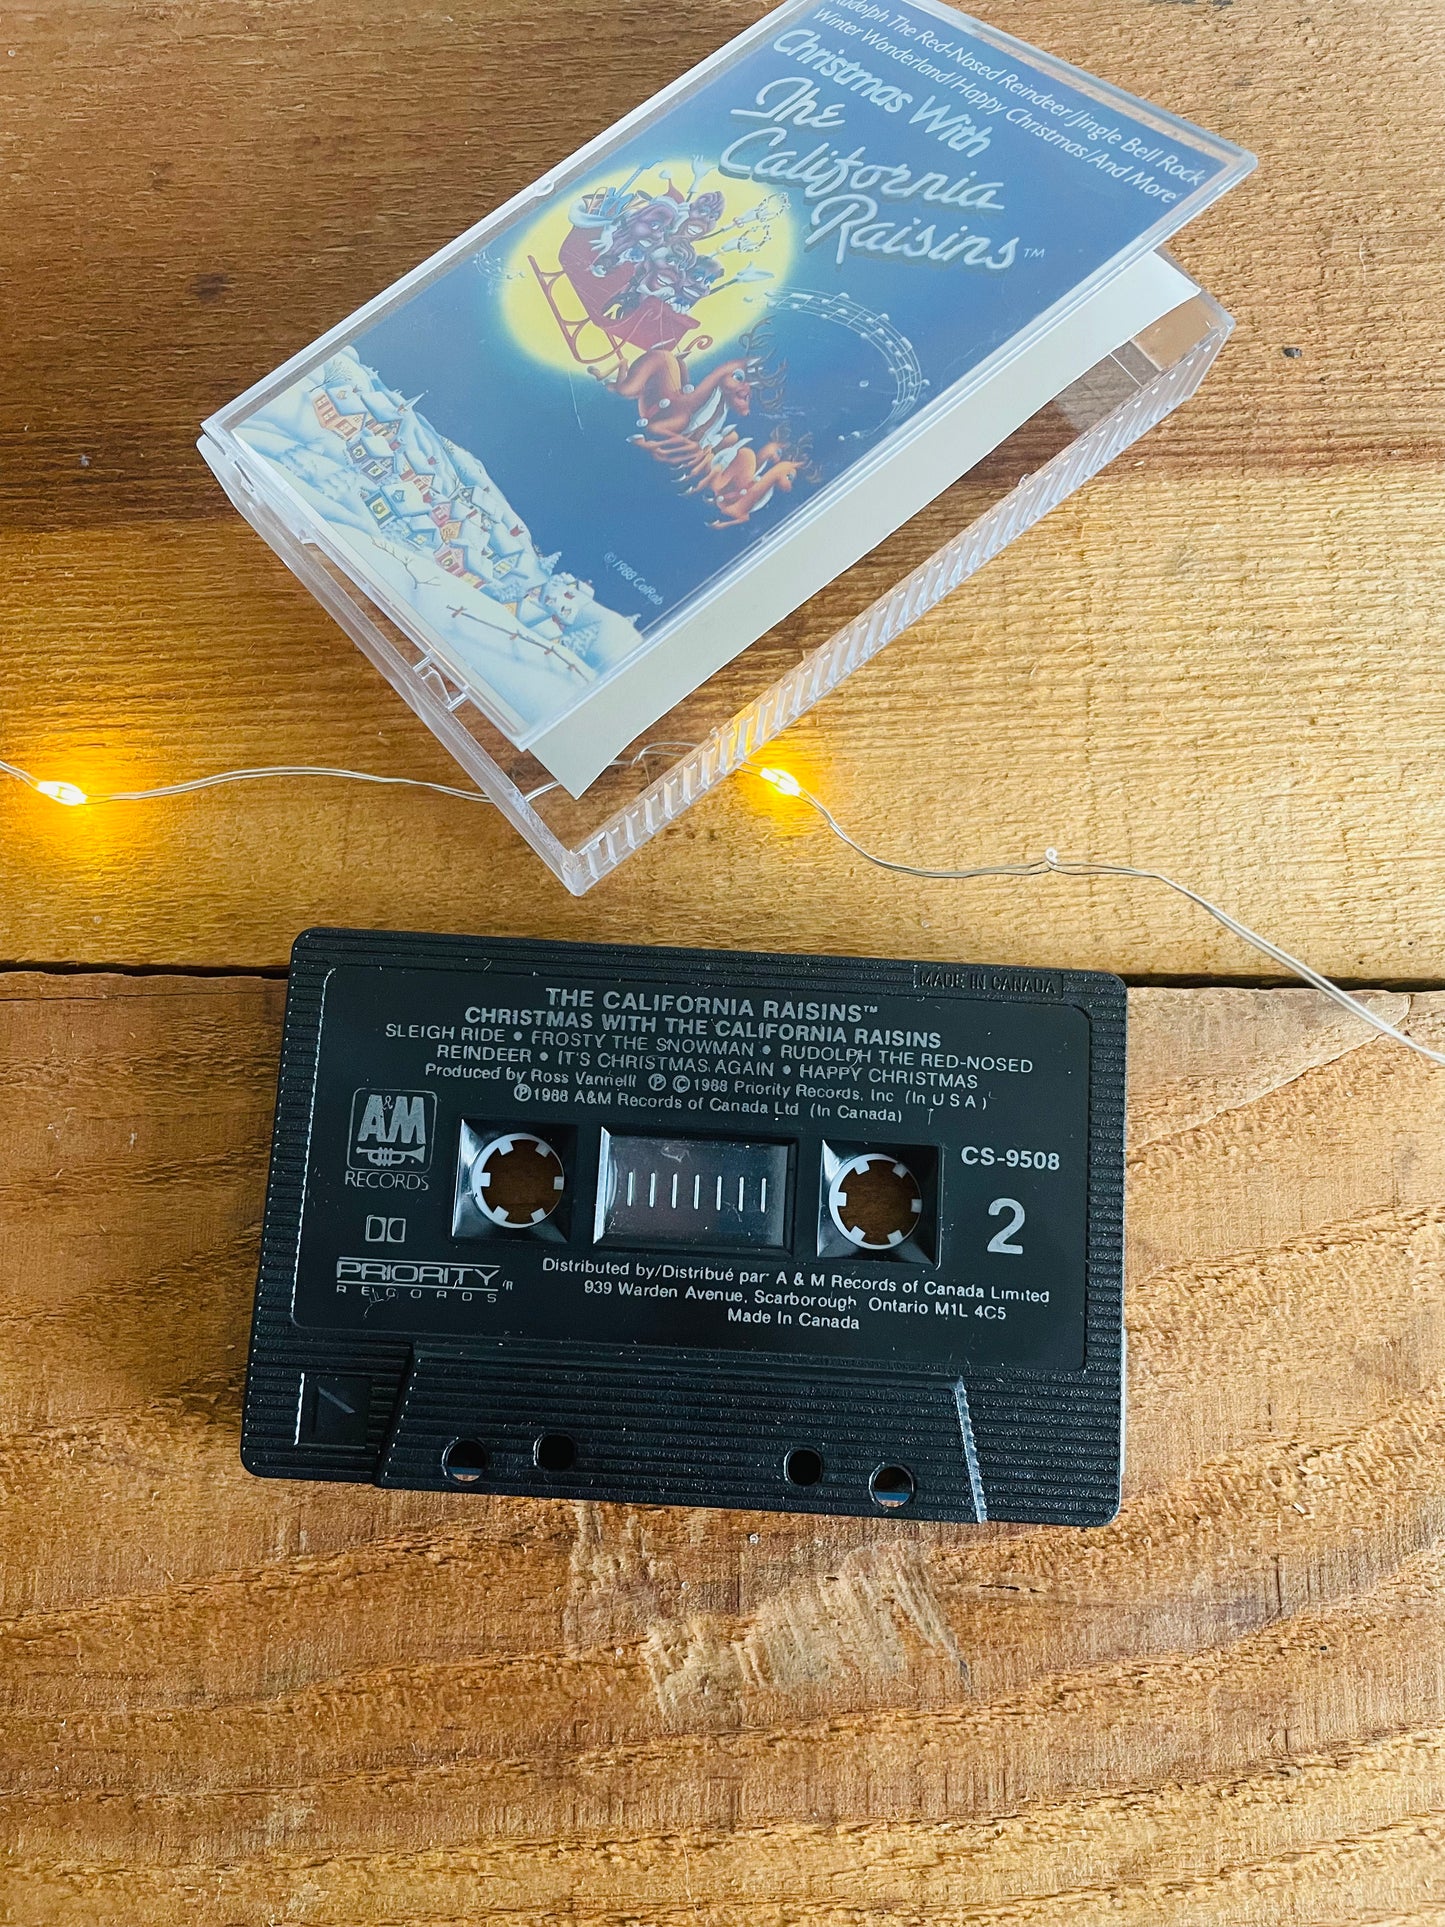 Rudolph The Red-Nosed Reindeer/Jingle Bell Rock
Winter Wonderland/Happy Christmas/And More
Christmas With
The
California
Raisins™
©1988 CalRab
MADE IN CANADA
THE CALIFORNIA RAISINS™
CHRISTMAS WITH THE CALIFORNIA RAISINS
SLEIGH RIDE • FROSTY THE SNOWMAN • RUDOLPH THE RED-NOSED
REINDEER • IT'S CHRISTMAS AGAIN • HAPPY CHRISTMAS
Produced by Ross Vannelli ℗ ©1988 Priority Records, Inc (In U S A)
℗1988 A&M Records of Canada Ltd (In Canada)
A&M
RECORDS
CS-9508
2
PRIORITY
RECORDS
Distributed by/Distribué par A & M Records of Canada Limited
939 Warden Avenue, Scarborough Ontario M1L 4C5
Made In Canada